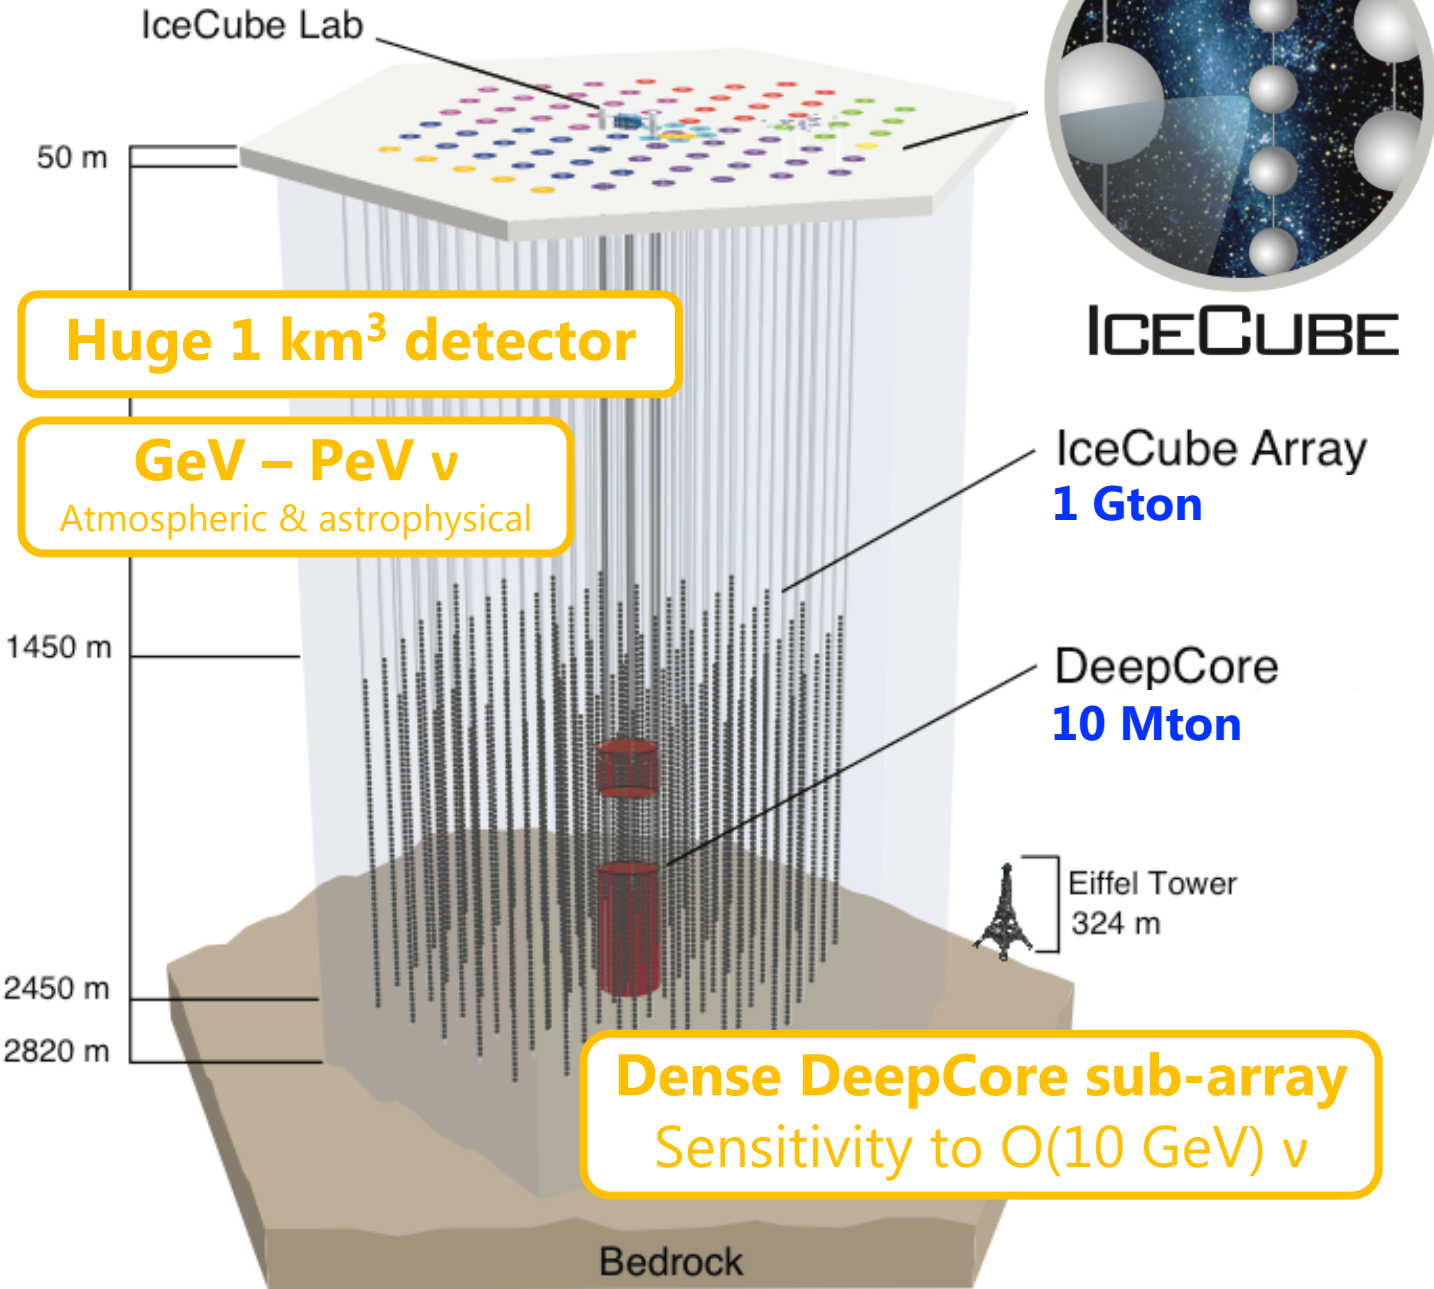 IceCube Lab
50 m
ICECUBE
Huge 1 km³ detector
GeV – PeV ν
Atmospheric & astrophysical
IceCube Array
1 Gton
1450 m
DeepCore
10 Mton
Eiffel Tower
324 m
2450 m
2820 m
Dense DeepCore sub-array
Sensitivity to O(10 GeV) ν
Bedrock